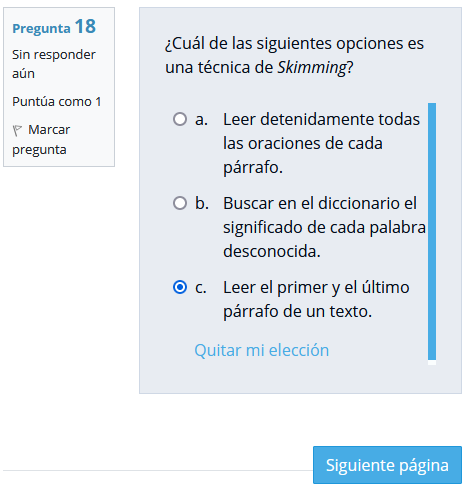 Pregunta 18
Sin responder
aún
Puntúa como 1
Marcar
pregunta
¿Cuál de las siguientes opciones es
una técnica de Skimming?
a. Leer detenidamente todas
las oraciones de cada
párrafo.
b. Buscar en el diccionario el
significado de cada palabra
desconocida.
c. Leer el primer y el último
párrafo de un texto.
Quitar mi elección
Siguiente página